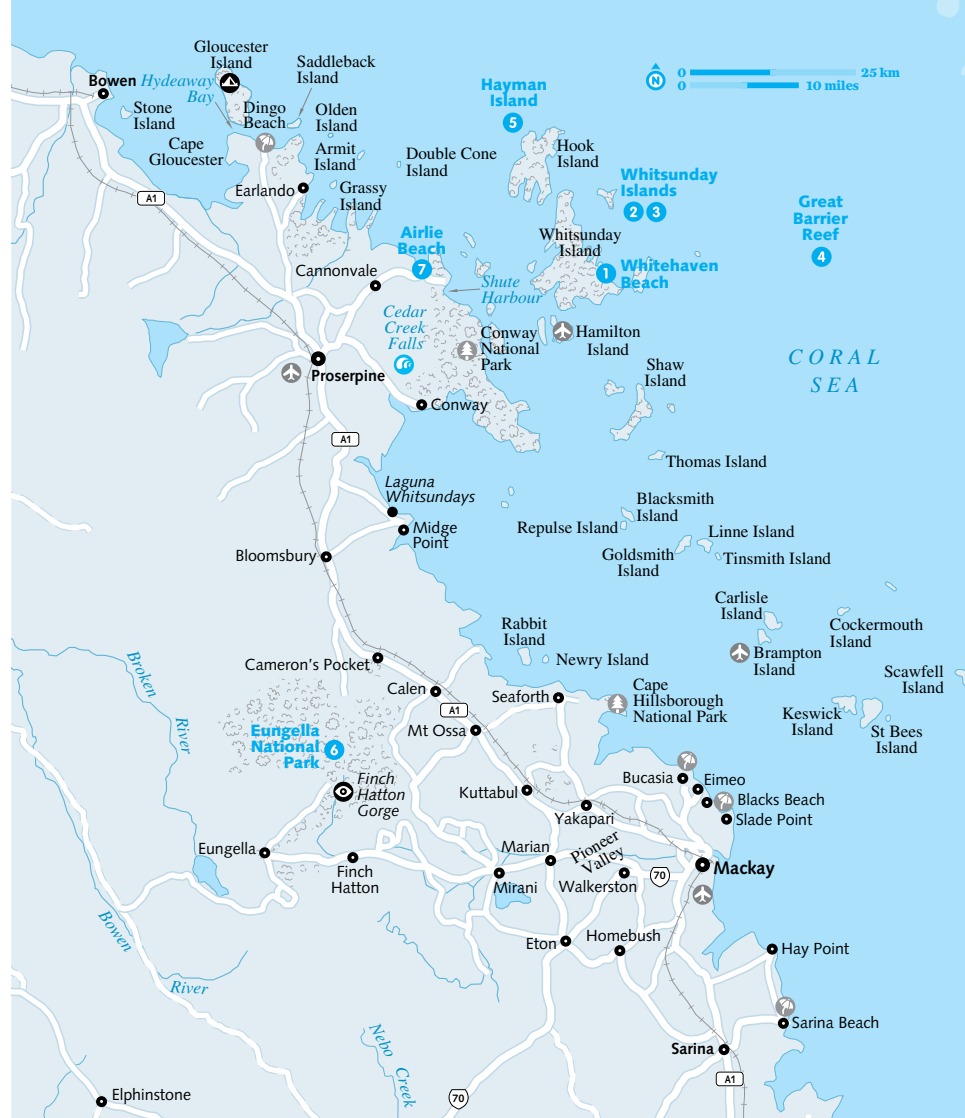 Gloucester
Island
Saddleback
Island
Bowen
Hydeaway
Bay
Stone
Island
Dingo
Beach
Olden
Island
Cape
Gloucester
Armit
Island
Double Cone
Island
Earlando
Grassy
Island
Hayman
Island
5
Hook
Island
N
0
25 km
0
10 miles
Whitsunday
Islands
2 3
Great
Barrier
Reef
4
A1
Airlie
Beach
7
Whitsunday
Island
1
Whitehaven
Beach
Cannonvale
Shute
Harbour
Cedar
Creek
Falls
Conway
National
Park
Hamilton
Island
CORAL
SEA
Proserpine
Shaw
Island
Conway
A1
Thomas Island
Laguna
Whitsundays
Midge
Point
Blacksmith
Island
Repulse Island
Linne Island
Goldsmith
Island
Tinsmith Island
Bloomsbury
Carlisle
Island
Cockermouth
Island
Rabbit
Island
Newry Island
Brampton
Island
Scawfell
Island
Cameron's Pocket
Calen
Seaforth
Cape
Hillsborough
National Park
Keswick
Island
St Bees
Island
Broken
River
A1
Mt Ossa
Eungella
National
Park
6
Finch
Hatton
Gorge
Kuttabul
Bucasia
Eimeo
Blacks Beach
Slade Point
Yakapari
Eungella
Finch
Hatton
Marian
Pioneer
Valley
Mirani
Walkerston
70
Mackay
Bowen
River
Eton
Homebush
Hay Point
Sarina Beach
Nebo
Creek
Sarina
A1
Elphinstone
70